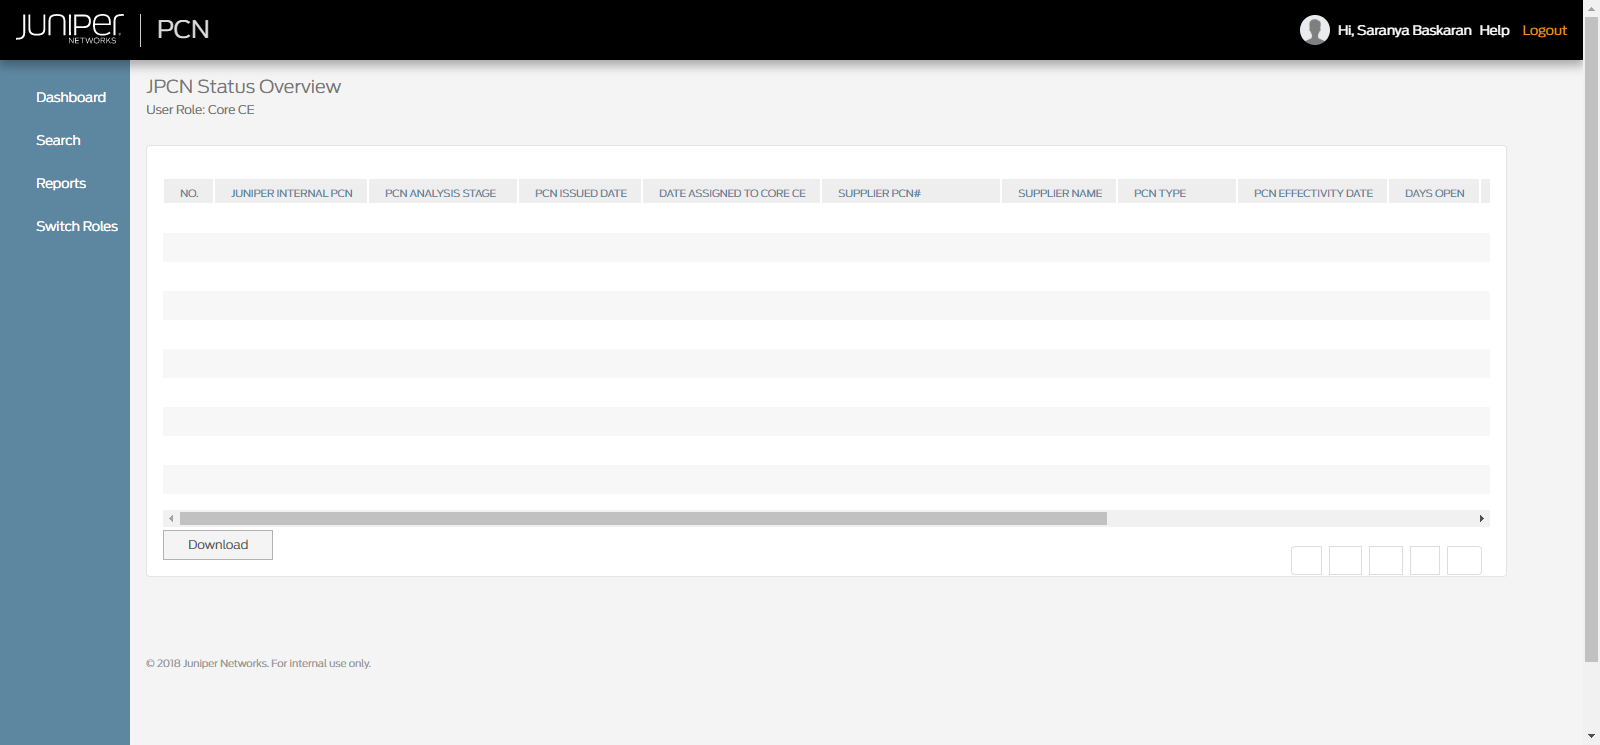 JUNIPEr
NETWORKS
PCN
Hi, Saranya Baskaran Help Logout
Dashboard
Search
Reports
Switch Roles
JPCN Status Overview
User Role: Core CE
NO. JUNIPER INTERNAL PCN PCN ANALYSIS STAGE PCN ISSUED DATE DATE ASSIGNED TO CORE CE SUPPLIER PCN# SUPPLIER NAME PCN TYPE PCN EFFECTIVITY DATE DAYS OPEN
Download
© 2018 Juniper Networks. For internal use only.